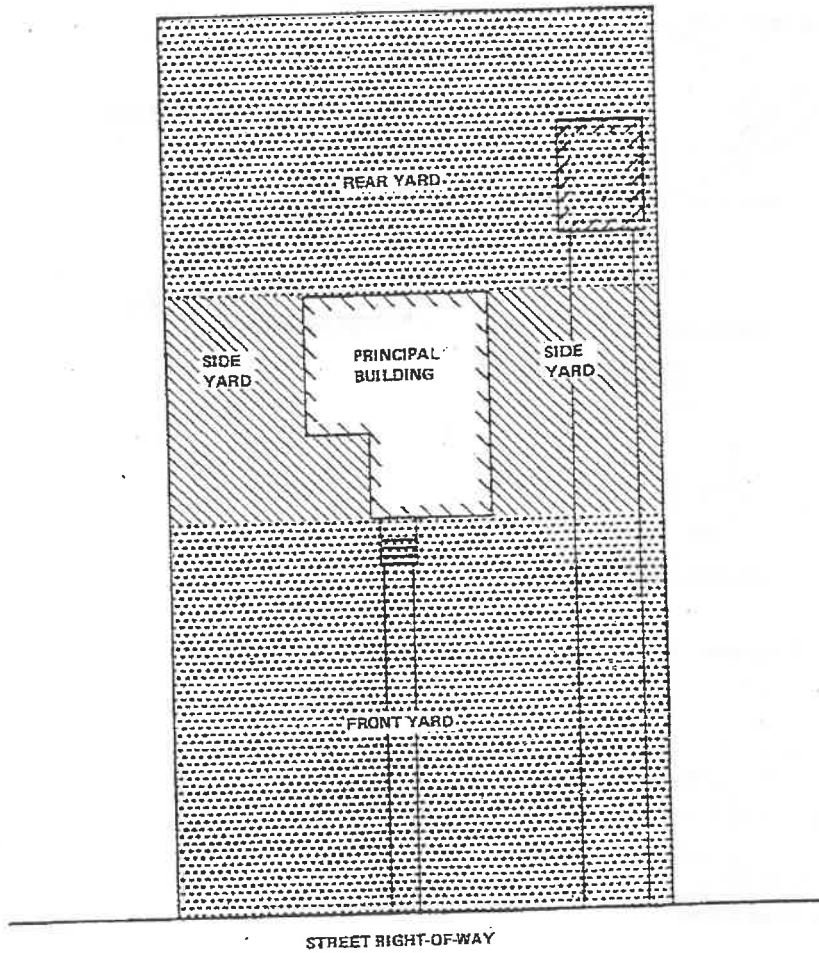 REAR YARD
SIDE
YARD
PRINCIPAL
BUILDING
SIDE
YARD
FRONT YARD
STREET RIGHT-OF-WAY